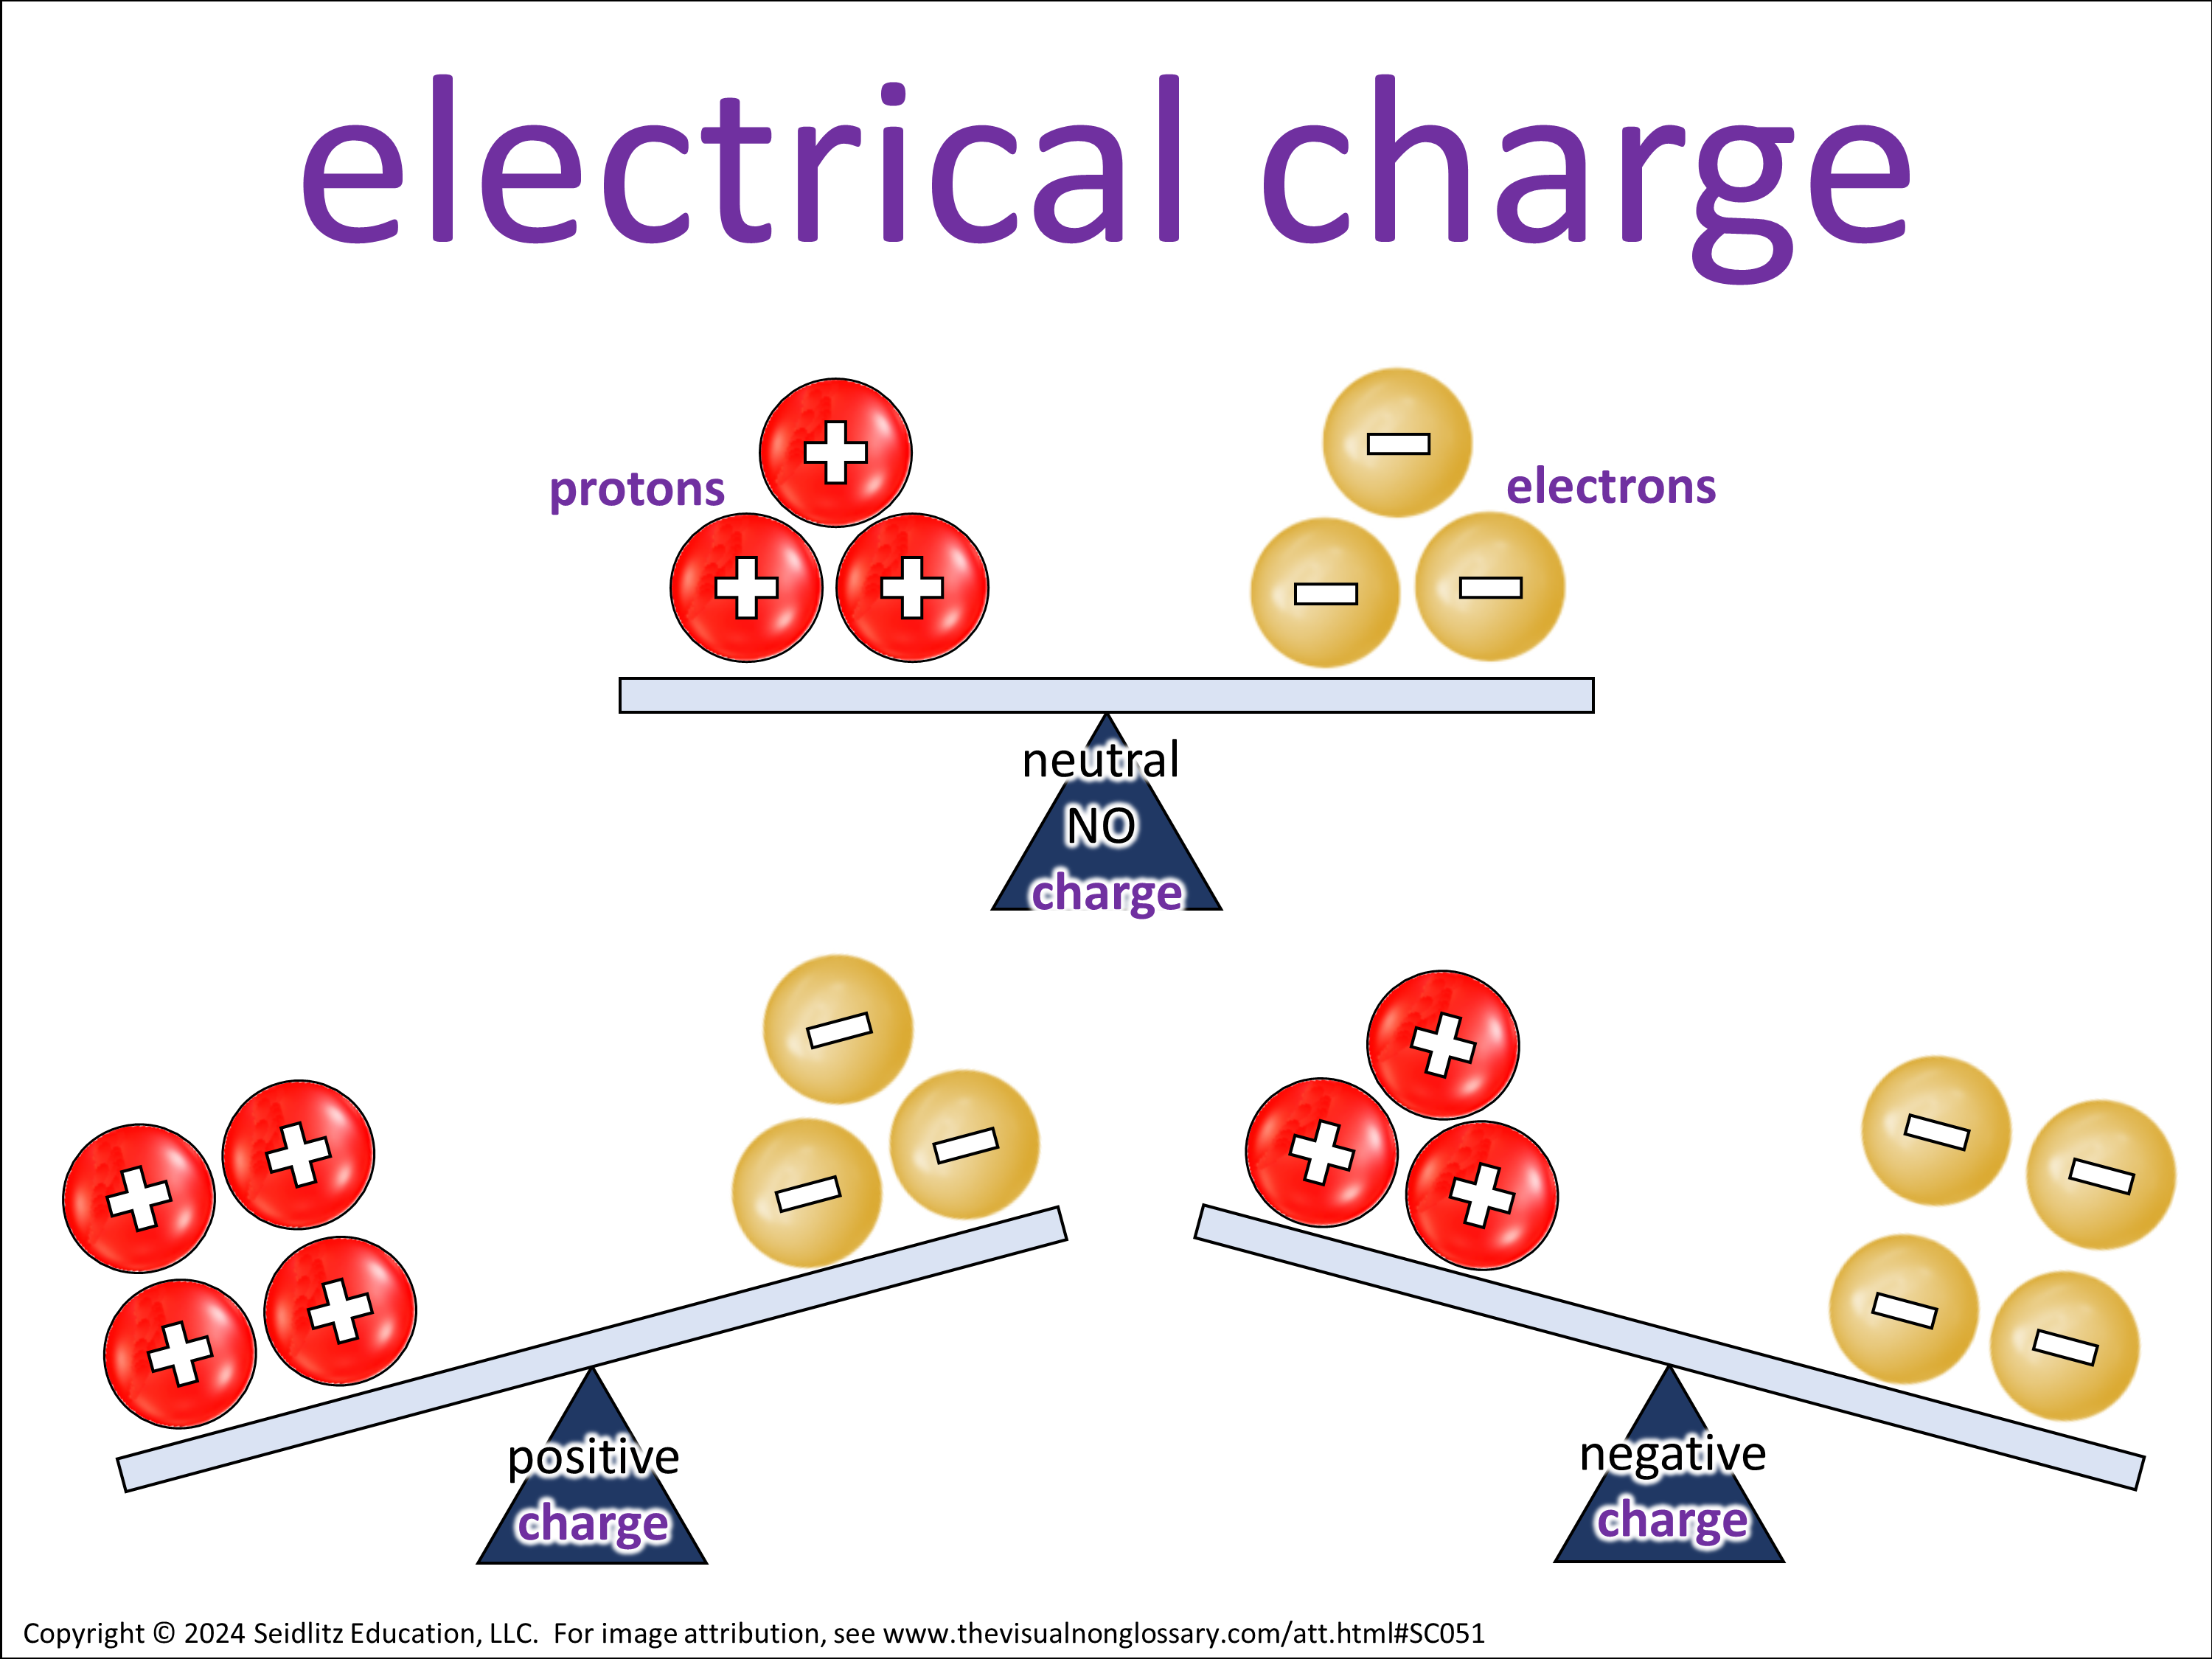 electrical charge
protons
electrons
neutral
NO
charge
positive
charge
negative
charge
Copyright © 2024 Seidlitz Education, LLC.  For image attribution, see www.thevisualnonglossary.com/att.html#SC051